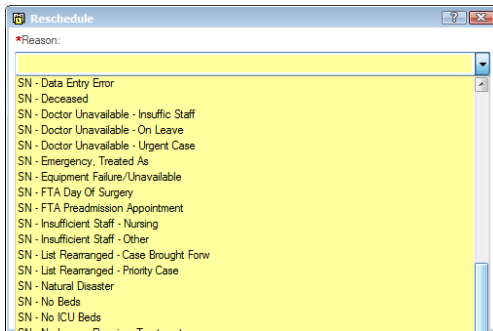 Reschedule
*Reason:
SN - Data Entry Error
SN - Deceased
SN - Doctor Unavailable - Insuffic Staff
SN - Doctor Unavailable - On Leave
SN - Doctor Unavailable - Urgent Case
SN - Emergency, Treated As
SN - Equipment Failure/Unavailable
SN - FTA Day Of Surgery
SN - FTA Preadmission Appointment
SN - Insufficient Staff - Nursing
SN - Insufficient Staff - Other
SN - List Rearranged - Case Brought Forw
SN - List Rearranged - Priority Case
SN - Natural Disaster
SN - No Beds
SN - No ICU Beds